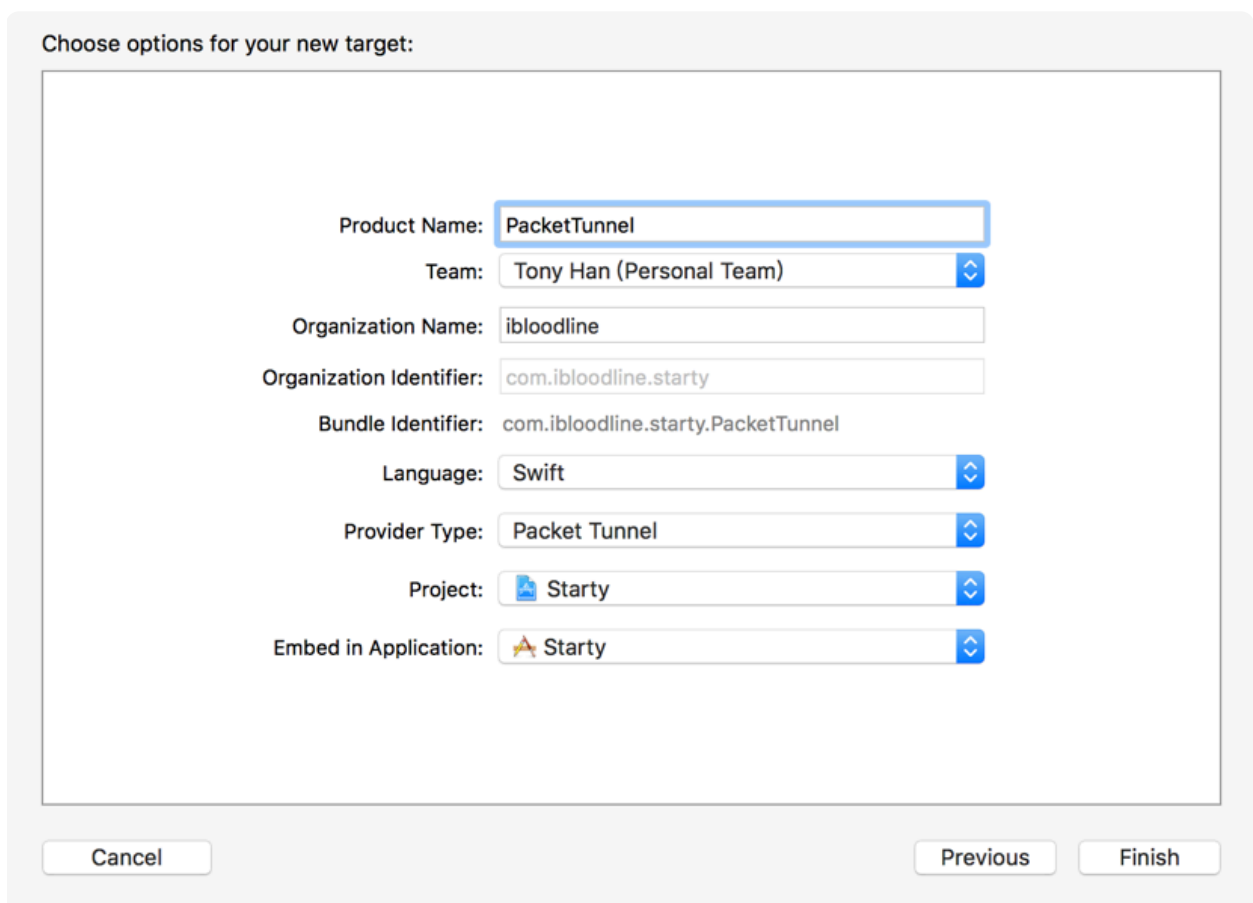 Choose options for your new target:
Product Name: PacketTunnel
Team: Tony Han (Personal Team)
Organization Name: ibloodline
Organization Identifier: com.ibloodline.starty
Bundle Identifier: com.ibloodline.starty.PacketTunnel
Language: Swift
Provider Type: Packet Tunnel
Project: Starty
Embed in Application: Starty
Cancel Previous Finish